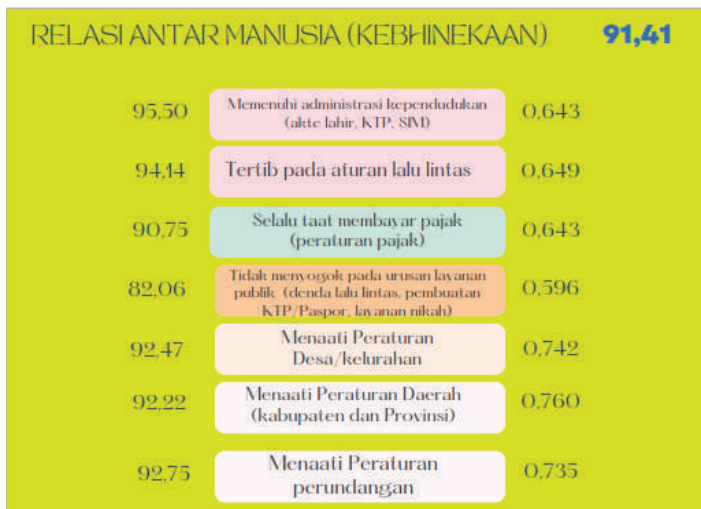 RELASI ANTAR MANUSIA (KEBHINEKAAN) 91,41
95,50 Memenuhi administrasi kependudukan 0,643
(akte lahir, KTP, SIM)
94,14 Tertib pada aturan lalu lintas 0,649
90,75 Selalu taat membayar pajak 0,643
(peraturan pajak)
Tidak menyogok pada urusan layanan
82,06 publik (denda lalu lintas, pembuatan 0,596
KTP/Paspor, layanan nikah)
92,47 Menaati Peraturan 0,742
Desa/kelurahan
92,22 Menaati Peraturan Daerah 0,760
(kabupaten dan Provinsi)
92,75 Menaati Peraturan 0,735
perundangan